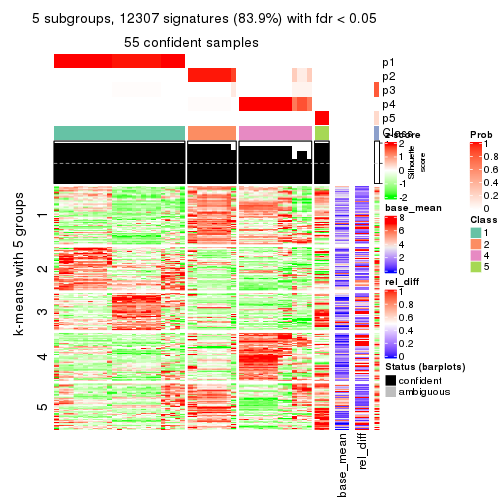 5 subgroups, 12307 signatures (83.9%) with fdr < 0.05
55 confident samples
p1
p2
p3
p4
p5
Class
Silhouette
score
k-means with 5 groups
1
2
3
4
5
base_mean
rel_diff
z-score
2
1
0
-1
-2
base_mean
8
6
4
2
0
rel_diff
1
0.8
0.6
0.4
0.2
0
Status (barplots)
confident
ambiguous
Prob
1
0.8
0.6
0.4
0.2
0
Class
1
2
4
5